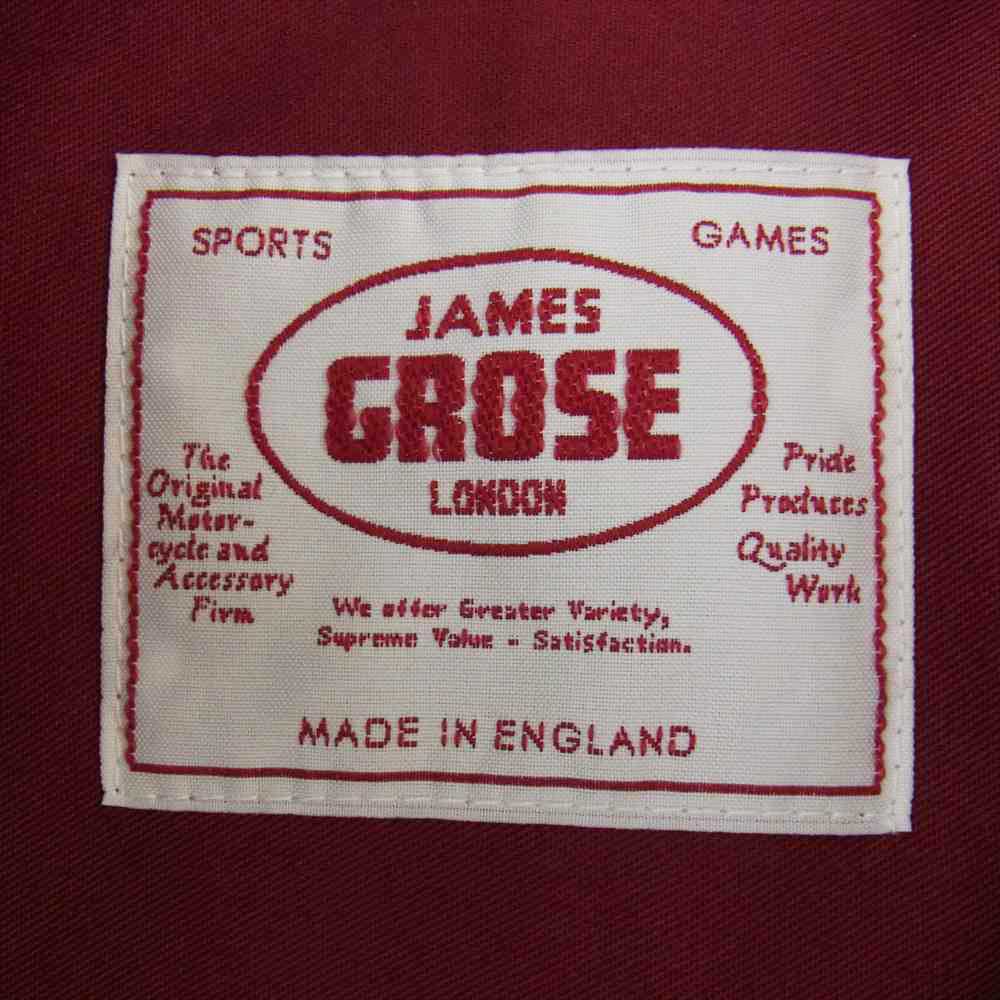 SPORTS
GAMES
JAMES
GROSE
LONDON
The
Original
Motor-
cycle and
Accessory
Firm
Pride
Produces
Quality
Work
We offer Greater Variety,
Supreme Value - Satisfaction.
MADE IN ENGLAND